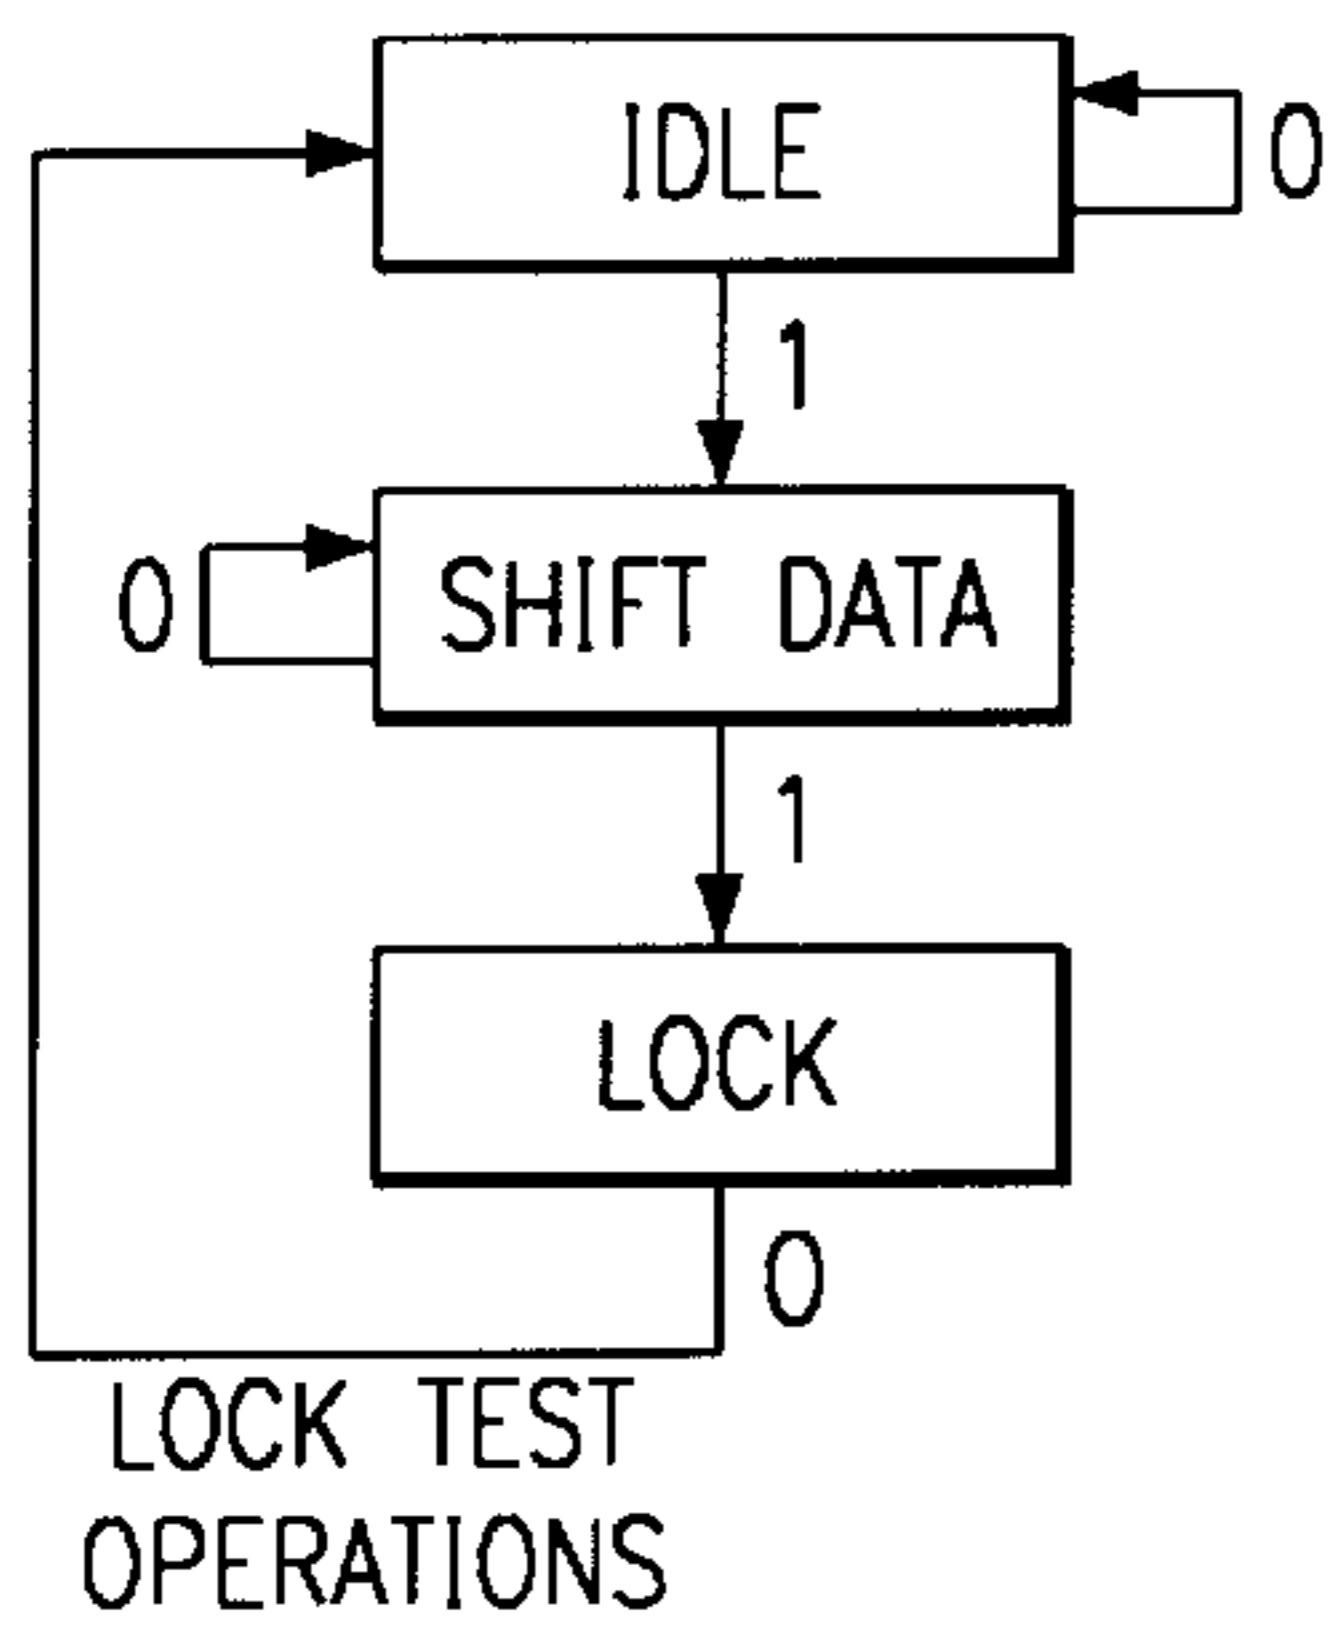 IDLE
0
1
0
SHIFT DATA
1
LOCK
0
LOCK TEST
OPERATIONS